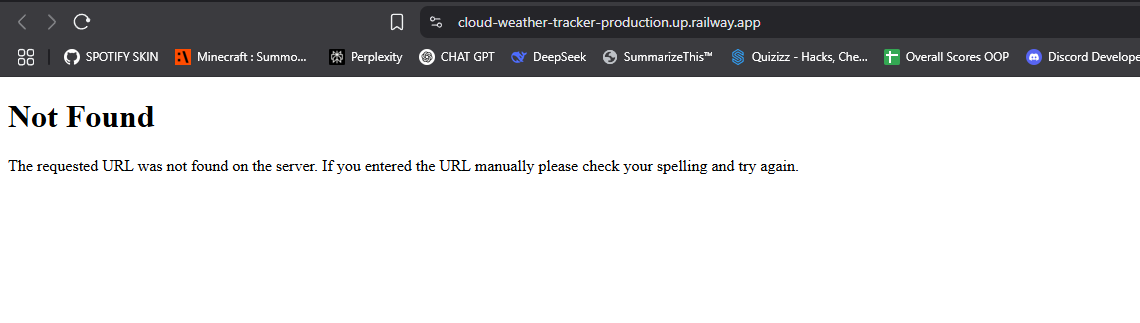 cloud-weather-tracker-production.up.railway.app
SPOTIFY SKIN Minecraft : Summo... Perplexity CHAT GPT DeepSeek SummarizeThis™ Quizizz - Hacks, Che... Overall Scores OOP Discord Develope
Not Found
The requested URL was not found on the server. If you entered the URL manually please check your spelling and try again.